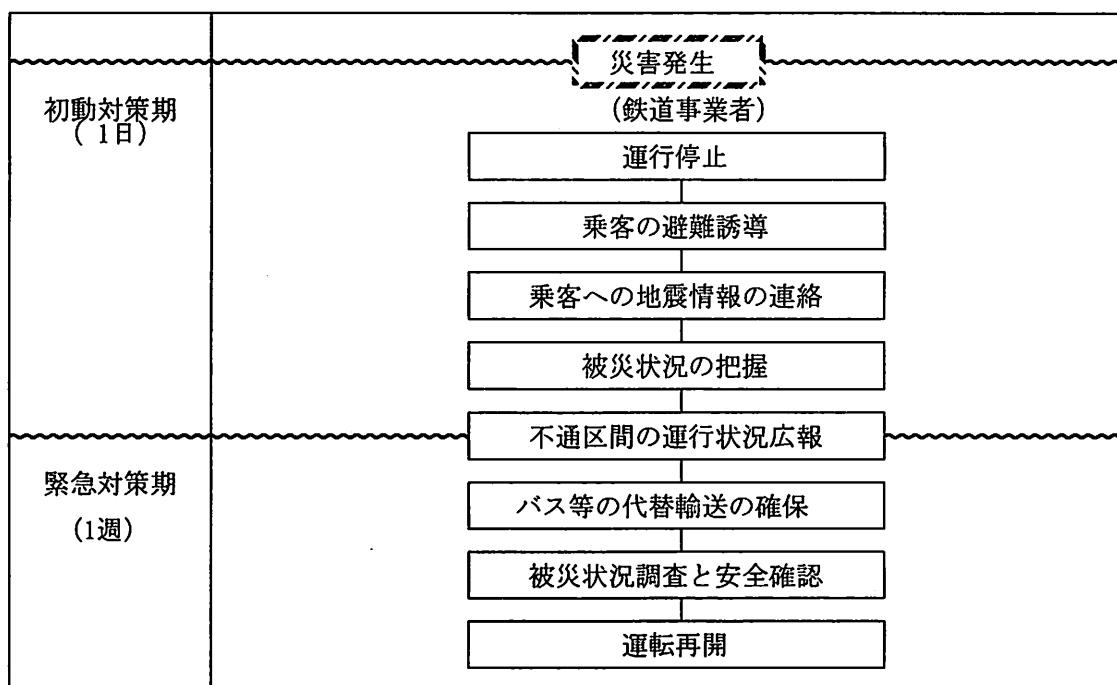 災害発生
初動対策期
( 1日)
(鉄道事業者)
運行停止
乗客の避難誘導
乗客への地震情報の連絡
被災状況の把握
不通区間の運行状況広報
緊急対策期
(1週)
バス等の代替輸送の確保
被災状況調査と安全確認
運転再開